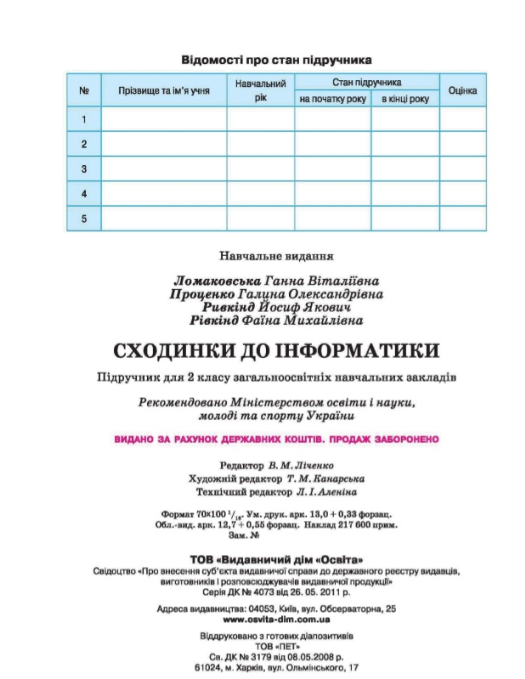 Відомості про стан підручника
№ Прізвище та ім'я учня Навчальний рік Стан підручника Оцінка
на початку року в кінці року
1
2
3
4
5
Навчальне видання
Ломаковська Ганна Віталіївна
Проценко Галина Олександрівна
Ривкінд Йосиф Якович
Рівкінд Фаїна Михайлівна
СХОДИНКИ ДО ІНФОРМАТИКИ
Підручник для 2 класу загальноосвітніх навчальних закладів
Рекомендовано Міністерством освіти і науки,
молоді та спорту України
ВИДАНО ЗА РАХУНОК ДЕРЖАВНИХ КОШТІВ. ПРОДАЖ ЗАБОРОНЕНО
Редактор В. М. Ліченко
Художній редактор Т. М. Канарська
Технічний редактор Л. І. Аленіна
Формат 70×100 1/16. Ум. друк. арк. 13,0 + 0,33 форзац.
Обл.-вид. арк. 12,7 + 0,55 форзац. Наклад 217 600 прим.
Зам. №
ТОВ «Видавничий дім «Освіта»
Свідоцтво «Про внесення суб'єкта видавничої справи до державного реєстру видавців,
виготовників і розповсюджувачів видавничої продукції»
Серія ДК № 4073 від 26. 05. 2011 р.
Адреса видавництва: 04053, Київ, вул. Обсерваторна, 25
www.osvita-dim.com.ua
Віддруковано з готових діапозитивів
ТОВ «ПЕТ»
Св. ДК № 3179 від 08.05.2008 р.
61024, м. Харків, вул. Ольмінського, 17